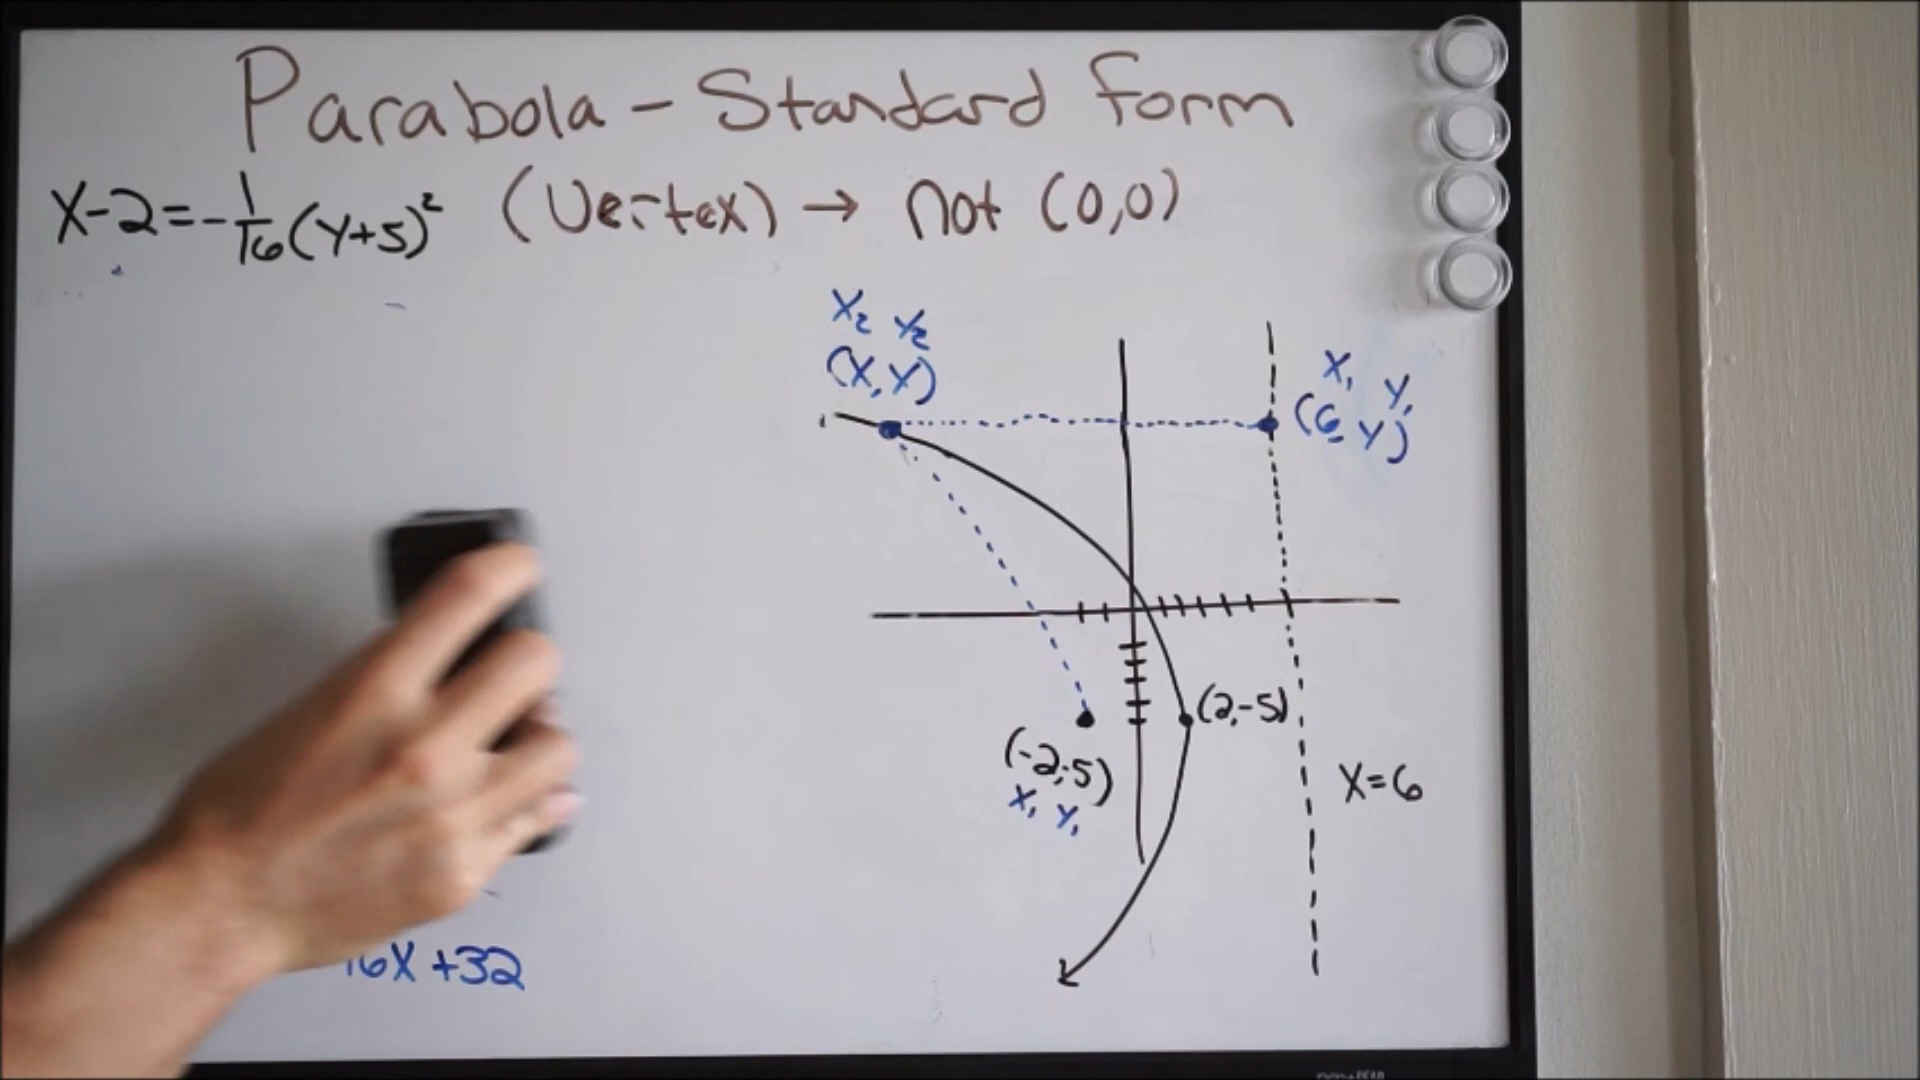 Parabola - Standard form
X-2=-1/16(Y+5)² (Vertex) → not (0,0)
X₂ Y₂
(X,Y)
X₁ Y₁
(6,Y)
(2,-5)
(-2,-5)
X₁ Y₁
X=6
16X+32